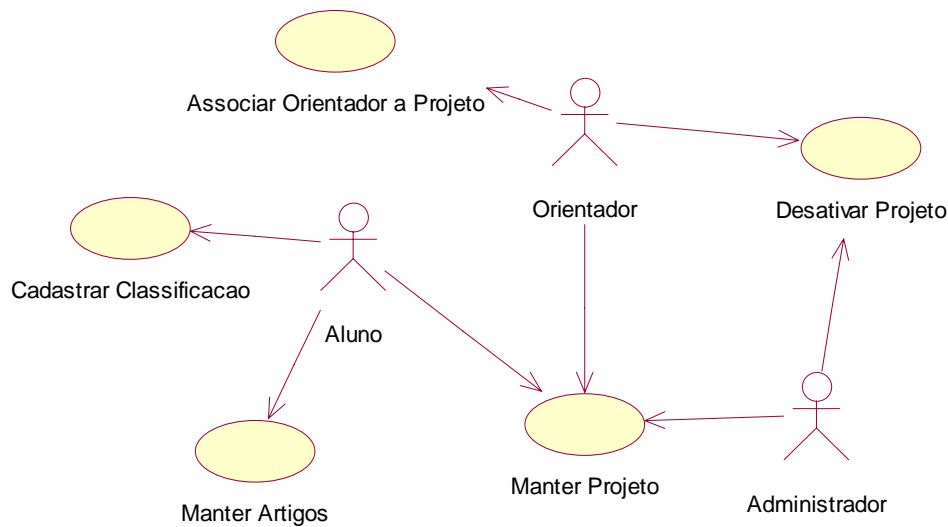 Associar Orientador a Projeto
Orientador
Desativar Projeto
Cadastrar Classificacao
Aluno
Manter Projeto
Administrador
Manter Artigos